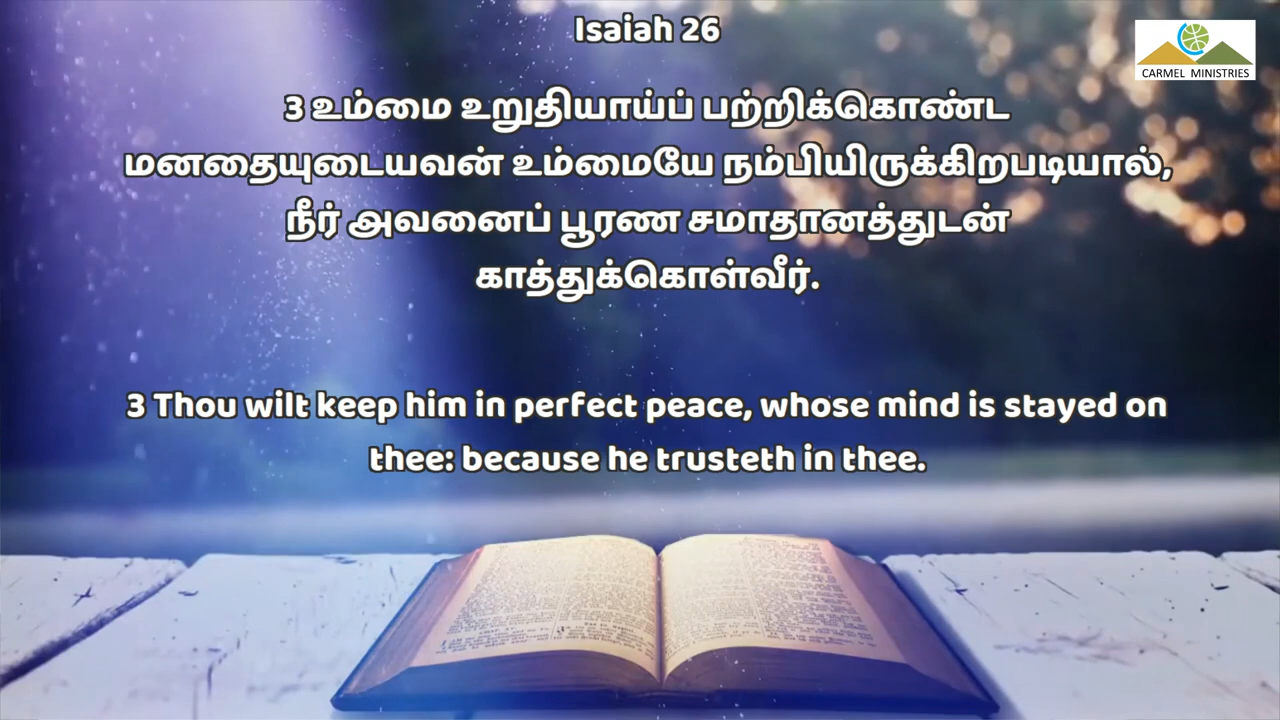 Isaiah 26
CARMEL MINISTRIES
3 உம்மை உறுதியாய்ப் பற்றிக்கொண்ட
மனதையுடையவன் உம்மையே நம்பியிருக்கிறபடியால்,
நீர் அவனைப் பூரண சமாதானத்துடன்
காத்துக்கொள்வீர்.
3 Thou wilt keep him in perfect peace, whose mind is stayed on
thee: because he trusteth in thee.